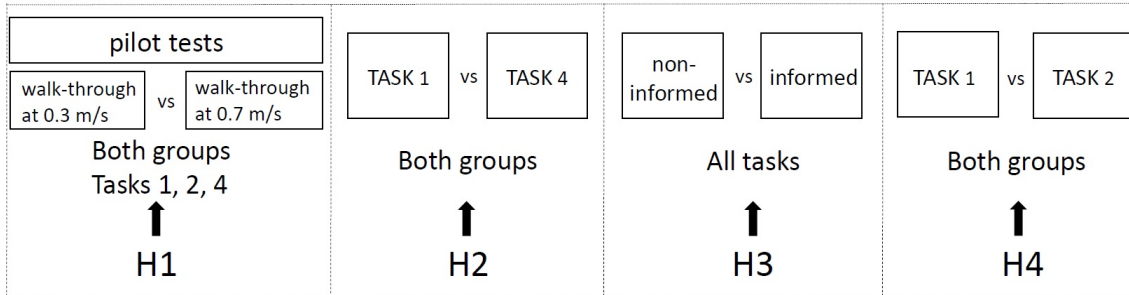 pilot tests
walk-through
at 0.3 m/s
vs
walk-through
at 0.7 m/s
Both groups
Tasks 1, 2, 4
H1
TASK 1
vs
TASK 4
Both groups
H2
non-
informed
vs
informed
All tasks
H3
TASK 1
vs
TASK 2
Both groups
H4